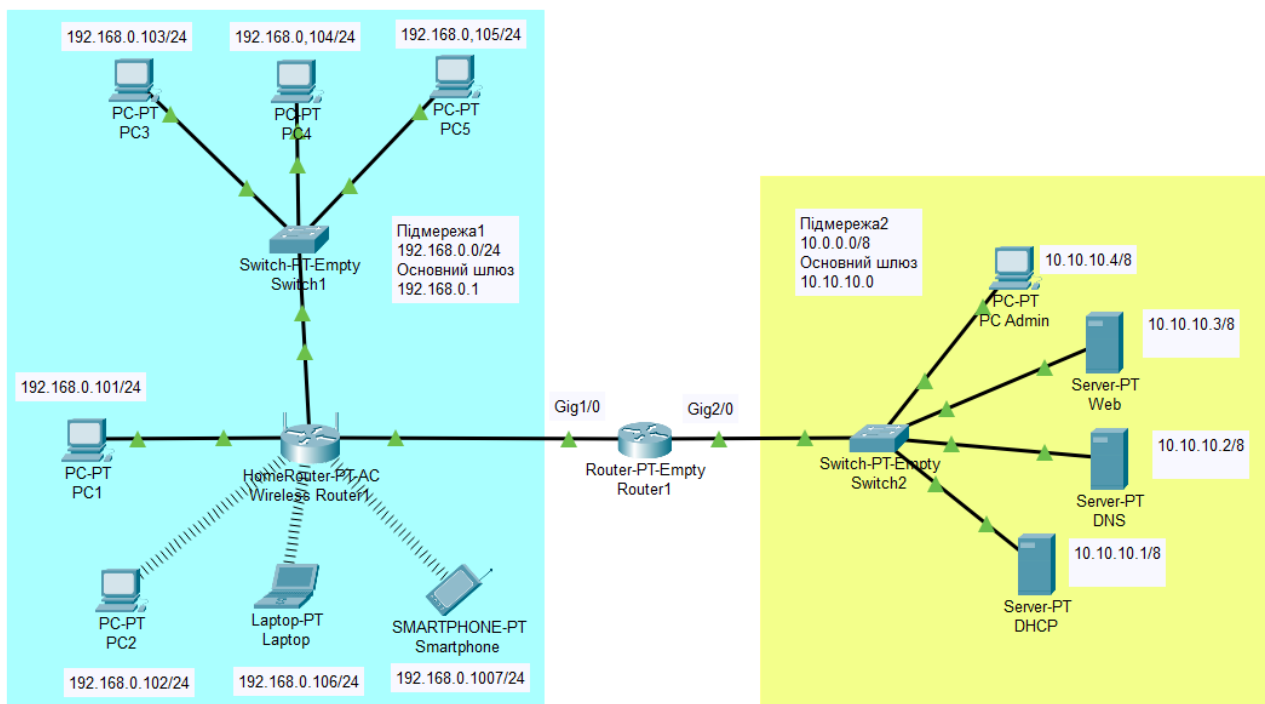 192.168.0.103/24
192.168.0,104/24
192.168.0,105/24
PC-PT
PC3
PC-PT
PC4
PC-PT
PC5
Підмережа1
192.168.0.0/24
Основний шлюз
192.168.0.1
Switch-PT-Empty
Switch1
192.168.0.101/24
PC-PT
PC1
HomeRouter-PT-AC
Wireless Router1
PC-PT
PC2
Laptop-PT
Laptop
SMARTPHONE-PT
Smartphone
192.168.0.102/24
192.168.0.106/24
192.168.0.1007/24
Gig1/0
Gig2/0
Router-PT-Empty
Router1
Підмережа2
10.0.0.0/8
Основний шлюз
10.10.10.0
10.10.10.4/8
PC-PT
PC Admin
10.10.10.3/8
Server-PT
Web
Switch-PT-Empty
Switch2
10.10.10.2/8
Server-PT
DNS
10.10.10.1/8
Server-PT
DHCP